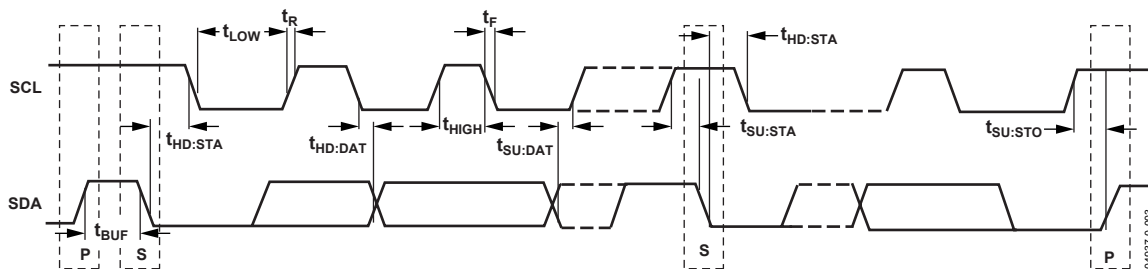 tR
tF
tLOW
tHD:STA
SCL
tHD:STA
tHD:DAT
tHIGH
tSU:DAT
tSU:STA
tSU:STO
SDA
tBUF
P
S
S
P